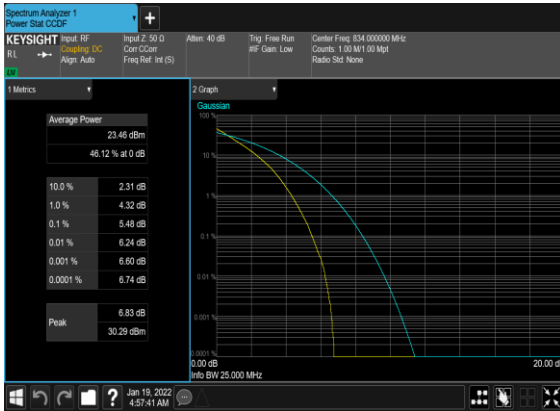 Spectrum Analyzer 1
Power Stat CCDF
KEYSIGHT
Input: RF
Input Z: 50 Ω
Atten: 40 dB
Trig: Free Run
Center Freq: 834.000000 MHz
RL
Coupling: DC
Corr CCorr
#IF Gain: Low
Counts: 1.00 M/1.00 Mpt
Align: Auto
Freq Ref: Int (S)
Radio Std: None
1 Metrics
2 Graph
Gaussian
Average Power
23.46 dBm
46.12 % at 0 dB
10.0 % 2.31 dB
1.0 % 4.32 dB
0.1 % 5.48 dB
0.01 % 6.24 dB
0.001 % 6.60 dB
0.0001 % 6.74 dB
Peak
6.83 dB
30.29 dBm
100 %
10 %
1 %
0.1 %
0.01 %
0.001 %
0.0001 %
0.00 dB
20.00 d
Info BW 25.000 MHz
Jan 19, 2022
4:57:41 AM